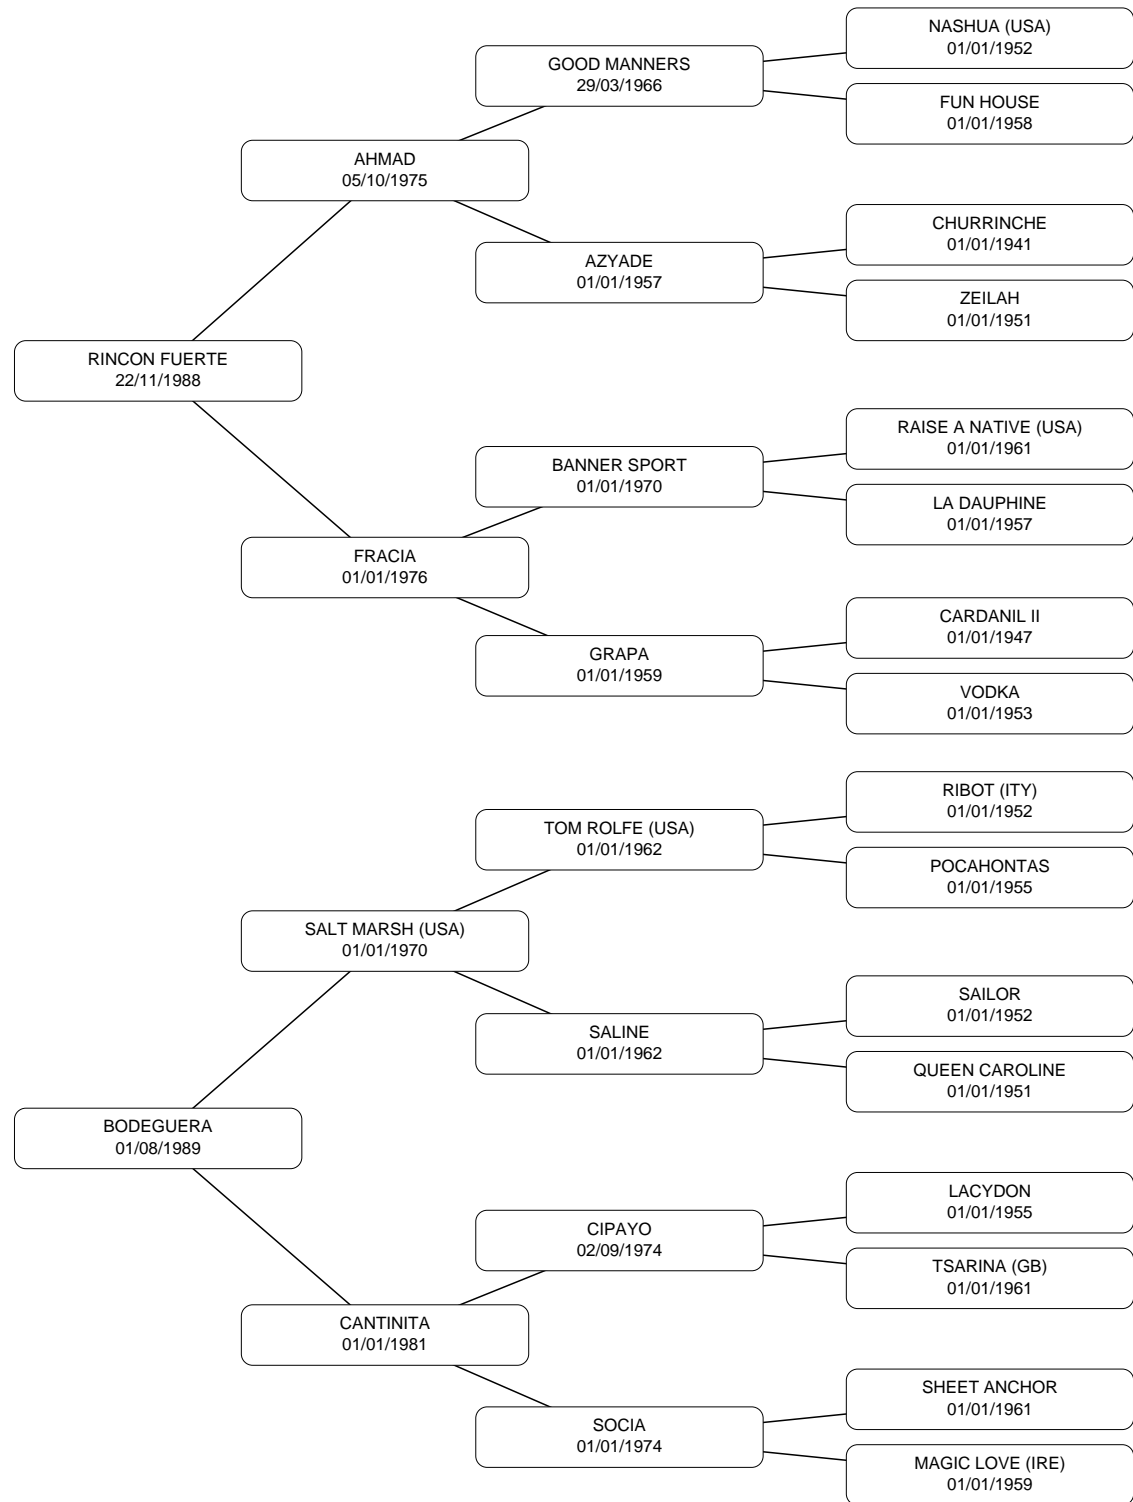 NASHUA (USA)
01/01/1952
GOOD MANNERS
29/03/1966
FUN HOUSE
01/01/1958
AHMAD
05/10/1975
CHURRINCHE
01/01/1941
AZYADE
01/01/1957
ZEILAH
01/01/1951
RINCON FUERTE
22/11/1988
RAISE A NATIVE (USA)
01/01/1961
BANNER SPORT
01/01/1970
LA DAUPHINE
01/01/1957
FRACIA
01/01/1976
CARDANIL II
01/01/1947
GRAPA
01/01/1959
VODKA
01/01/1953
RIBOT (ITY)
01/01/1952
TOM ROLFE (USA)
01/01/1962
POCAHONTAS
01/01/1955
SALT MARSH (USA)
01/01/1970
SAILOR
01/01/1952
SALINE
01/01/1962
QUEEN CAROLINE
01/01/1951
BODEGUERA
01/08/1989
LACYDON
01/01/1955
CIPAYO
02/09/1974
TSARINA (GB)
01/01/1961
CANTINITA
01/01/1981
SHEET ANCHOR
01/01/1961
SOCIA
01/01/1974
MAGIC LOVE (IRE)
01/01/1959